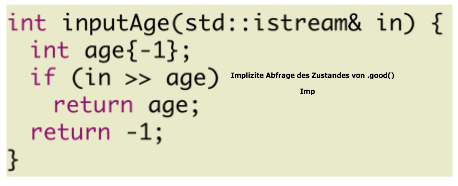 int inputAge(std::istream& in) {
int age{-1};
if (in >> age) Implizite Abfrage des Zustandes von .good()
Imp
return age;
return -1;
}